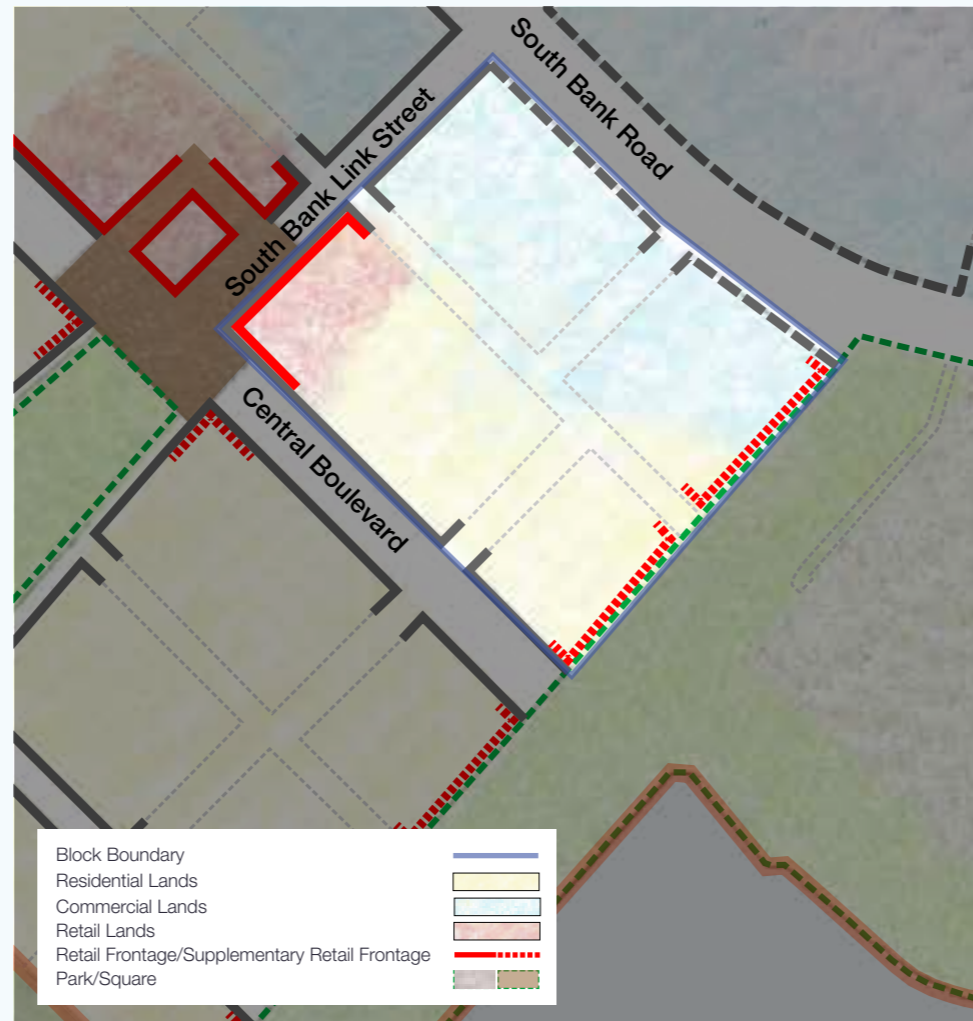 South Bank Road
South Bank Link Street
Central Boulevard
Block Boundary
Residential Lands
Commercial Lands
Retail Lands
Retail Frontage/Supplementary Retail Frontage
Park/Square